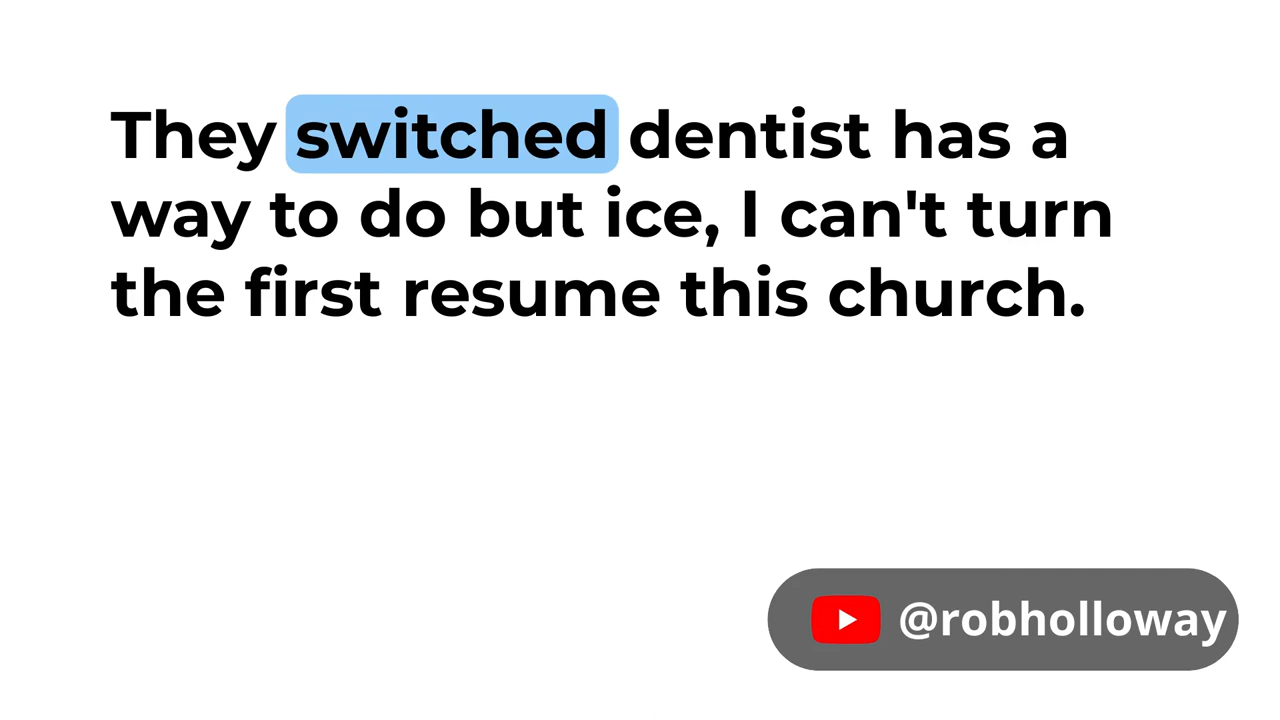 They switched dentist has a
way to do but ice, I can't turn
the first resume this church.
@robholloway